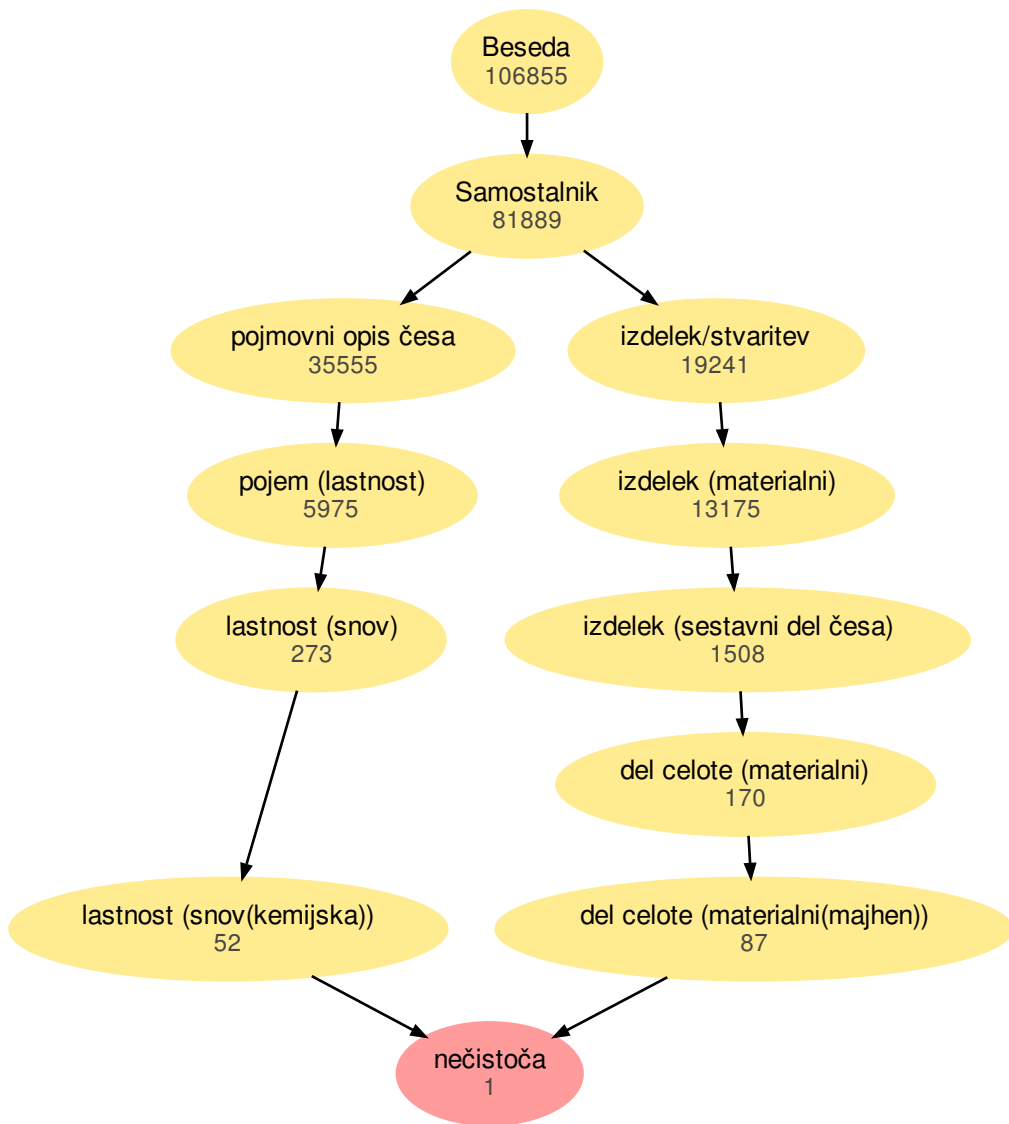 Beseda
106855
Samostalnik
81889
pojmovni opis česa
35555
izdelek/stvaritev
19241
pojem (lastnost)
5975
izdelek (materialni)
13175
lastnost (snov)
273
izdelek (sestavni del česa)
1508
del celote (materialni)
170
lastnost (snov(kemijska))
52
del celote (materialni(majhen))
87
nečistoča
1